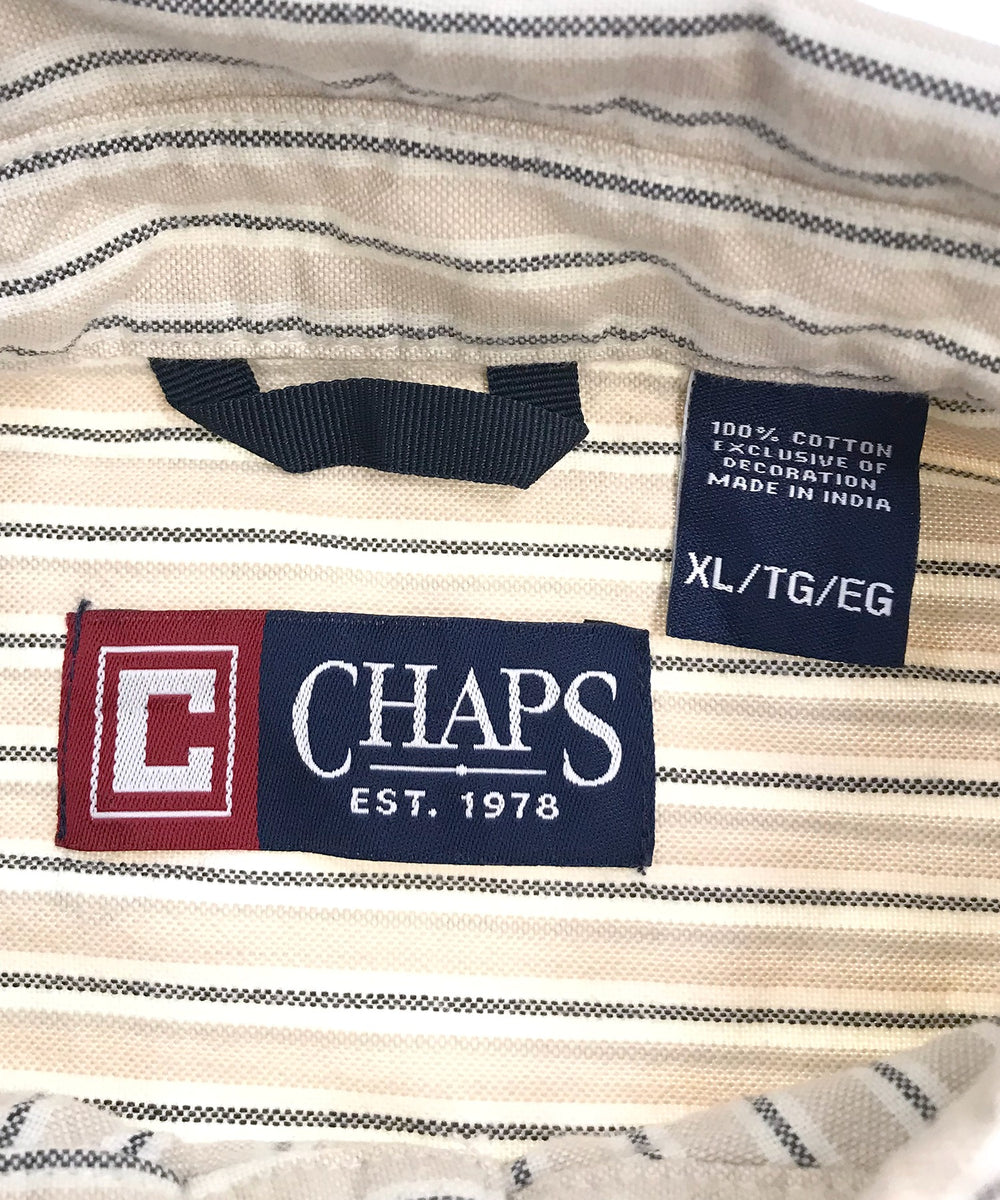 100% COTTON
EXCLUSIVE OF
DECORATION
MADE IN INDIA
XL/TG/EG
C
CHAPS
EST. 1978